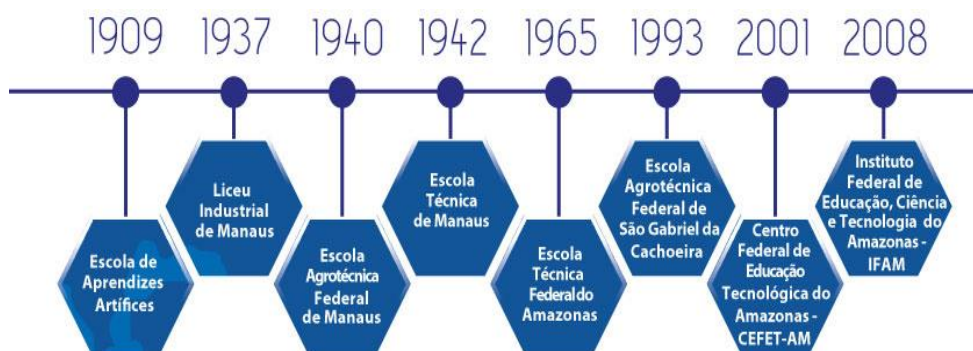 1909 1937 1940 1942 1965 1993 2001 2008
Escola de
Aprendizes
Artífices
Liceu
Industrial
de Manaus
Escola
Agrotécnica
Federal
de Manaus
Escola
Técnica
de Manaus
Escola
Técnica
Federal do
Amazonas
Escola
Agrotécnica
Federal de
São Gabriel da
Cachoeira
Centro
Federal de
Educação
Tecnológica do
Amazonas -
CEFET-AM
Instituto
Federal de
Educação, Ciência
e Tecnologia do
Amazonas -
IFAM